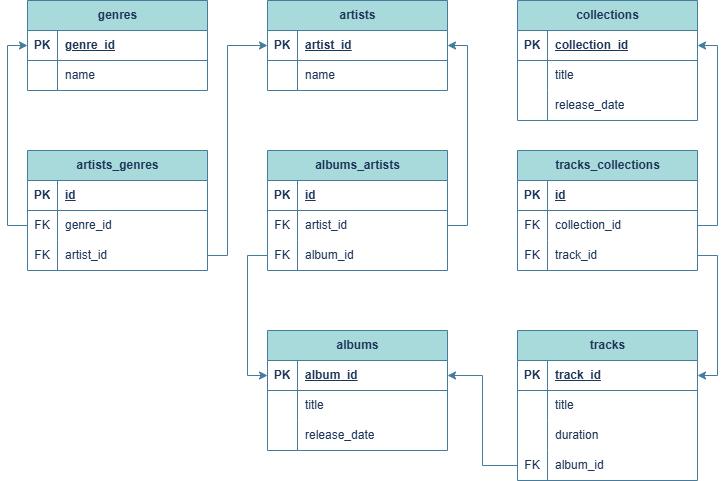 genres
PK genre_id
name
artists
PK artist_id
name
collections
PK collection_id
title
release_date
artists_genres
PK id
FK genre_id
FK artist_id
albums_artists
PK id
FK artist_id
FK album_id
tracks_collections
PK id
FK collection_id
FK track_id
albums
PK album_id
title
release_date
tracks
PK track_id
title
duration
FK album_id